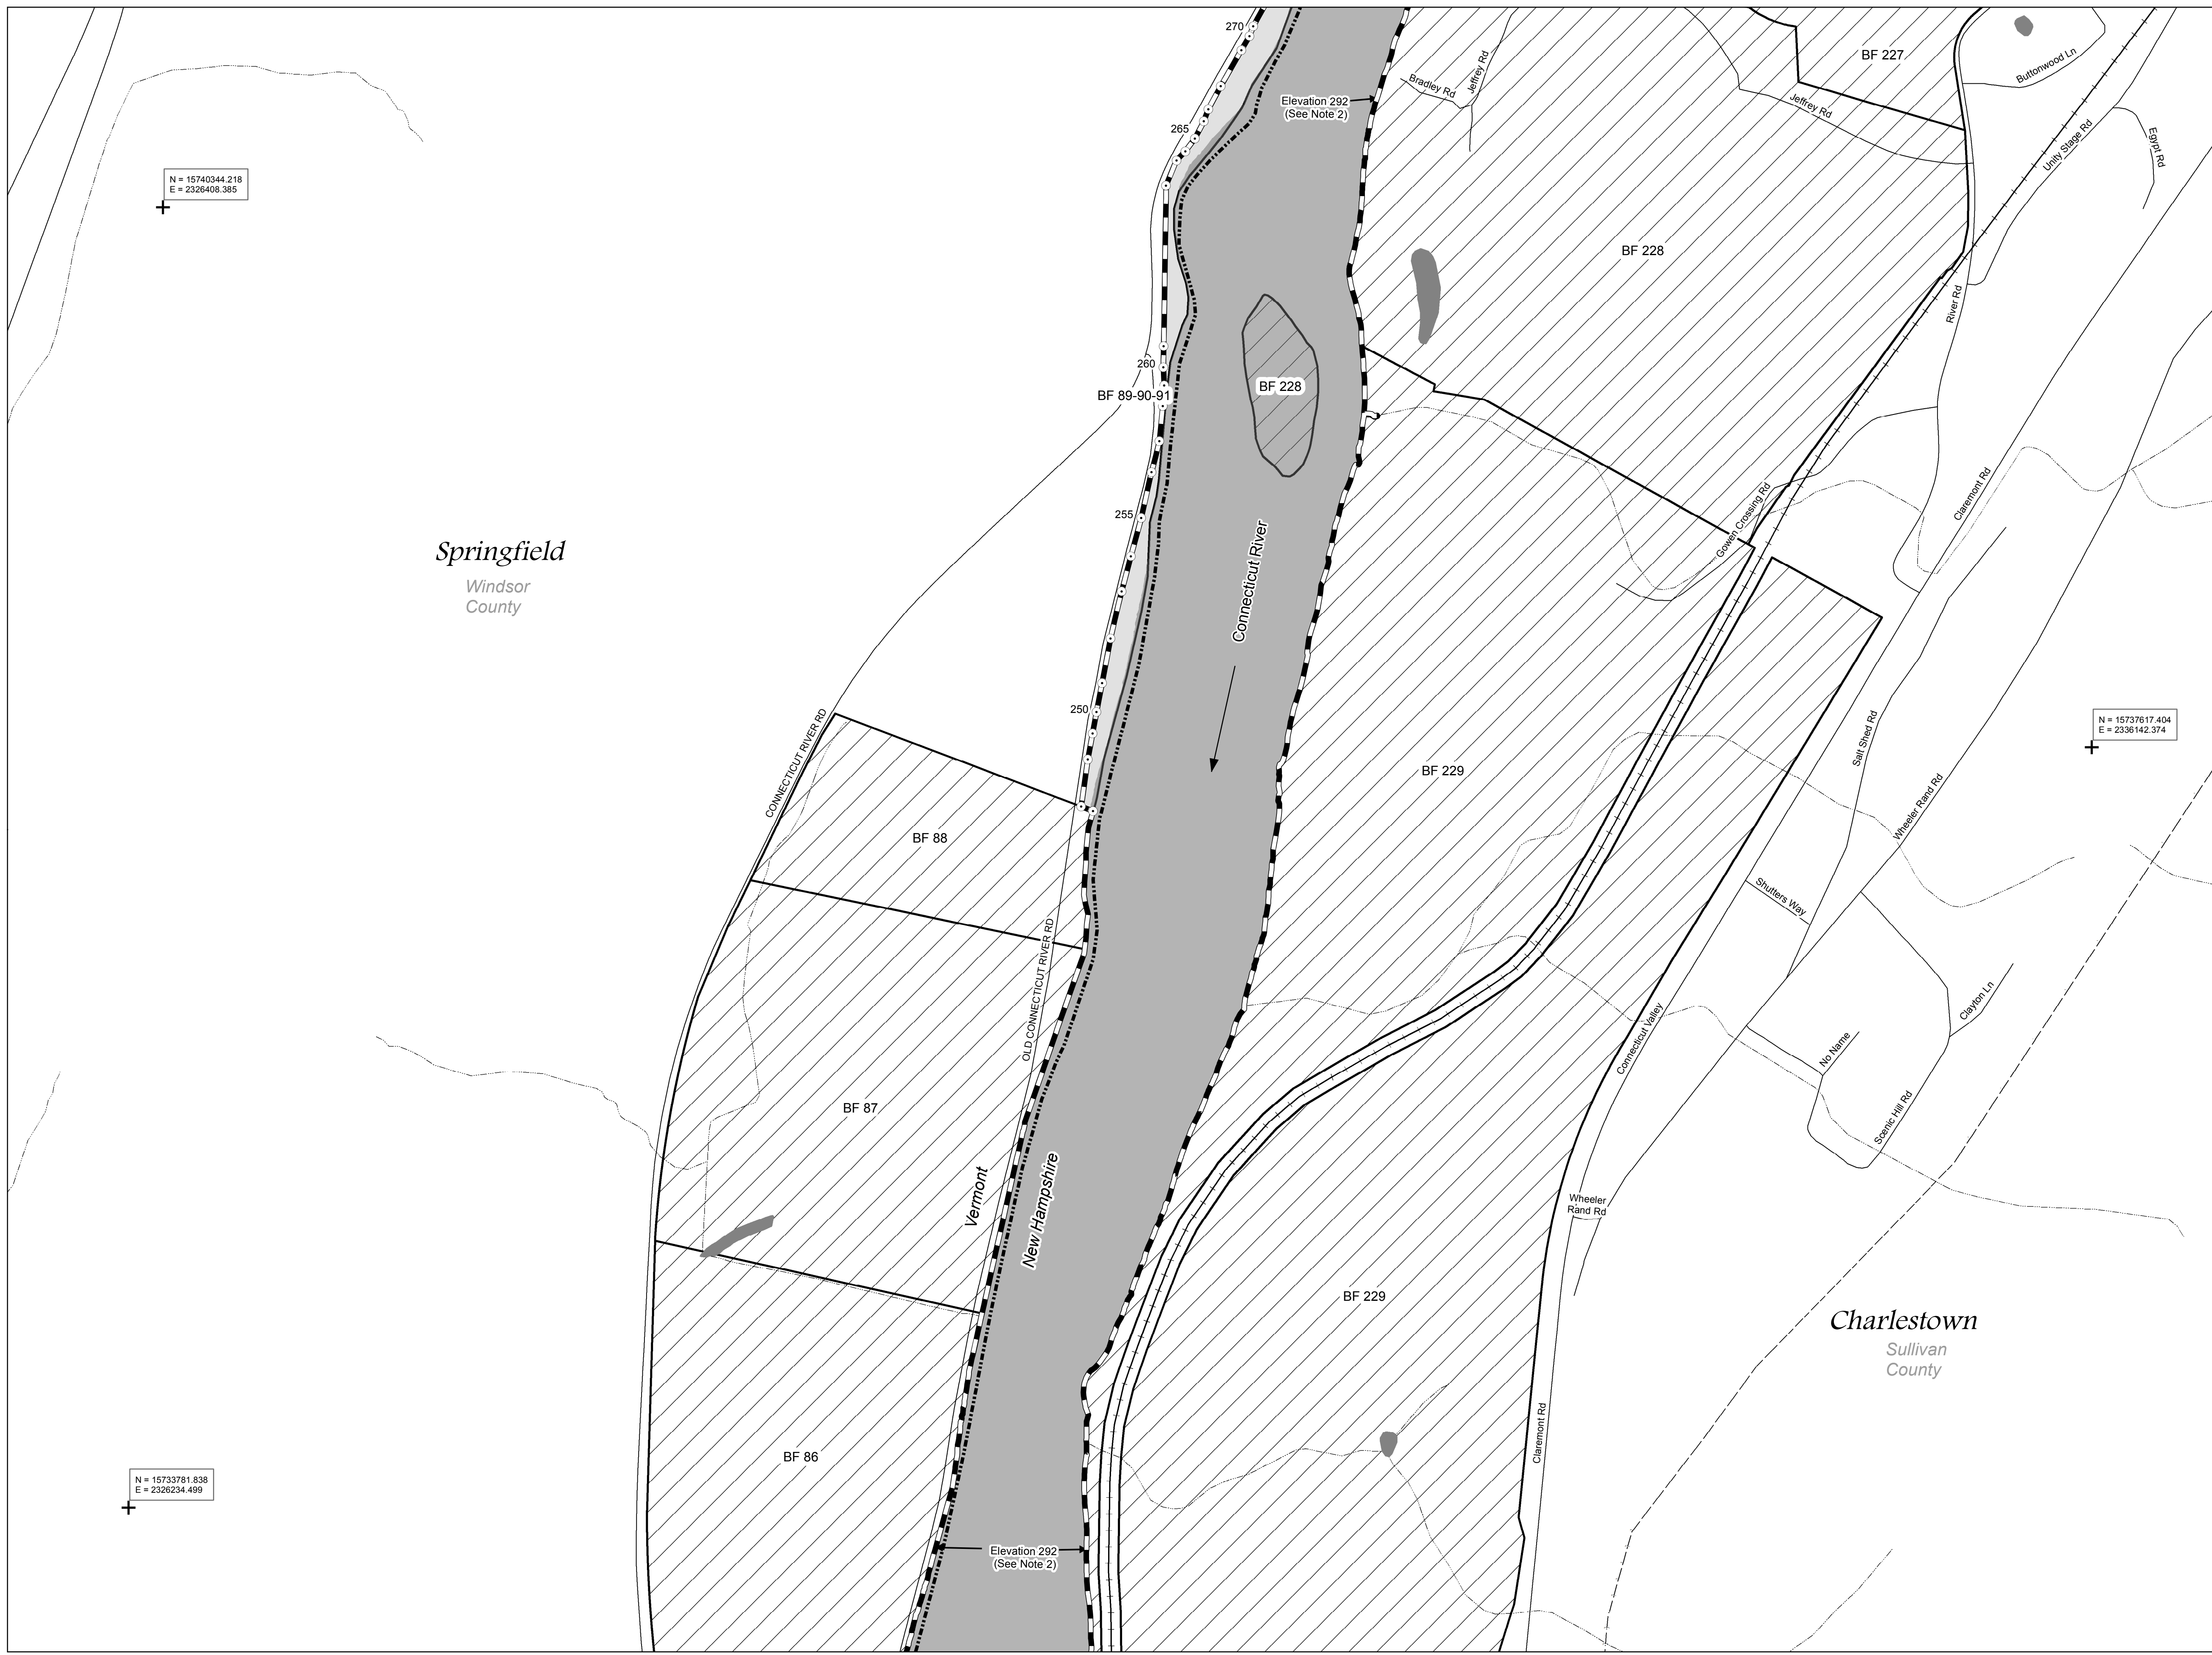 270
BF 227
Buttonwood Ln
Bradley Rd
Jeffrey Rd
Elevation 292
(See Note 2)
Jeffrey Rd
265
Unity Stage Rd
Egypt Rd
N = 15740344.218
E = 2326408.385
BF 228
River Rd
260
BF 89-90-91
BF 228
255
Gowen Crossing Rd
Claremont Rd
Springfield
Windsor
County
Connecticut River
250
CONNECTICUT RIVER RD
Salt Shed Rd
N = 15737617.404
E = 2336142.374
BF 229
Wheeler Rand Rd
BF 88
Shutters Way
OLD CONNECTICUT RIVER RD
Connecticut Valley
Clayton Ln
No Name
BF 87
Scenic Hill Rd
Vermont
New Hampshire
Wheeler
Rand Rd
BF 229
Charlestown
Sullivan
County
Claremont Rd
BF 86
N = 15733781.838
E = 2326234.499
Elevation 292
(See Note 2)